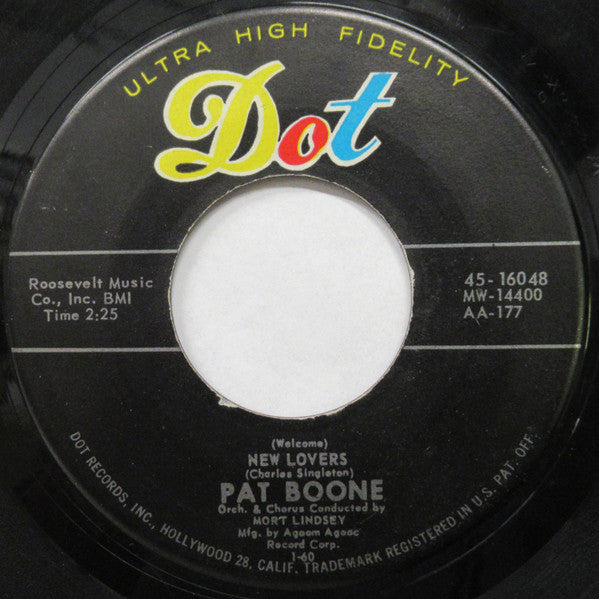 ULTRA HIGH FIDELITY
Dot
Roosevelt Music
Co., Inc. BMI
Time 2:25
45-16048
MW-14400
AA-177
(Welcome)
NEW LOVERS
(Charles Singleton)
PAT BOONE
Orch. & Chorus Conducted by
MORT LINDSEY
Mfg. by Agoom Agoac
Record Corp.
1-60
DOT RECORDS, INC., HOLLYWOOD 28, CALIF. TRADEMARK REGISTERED IN U.S. PAT. OFF.